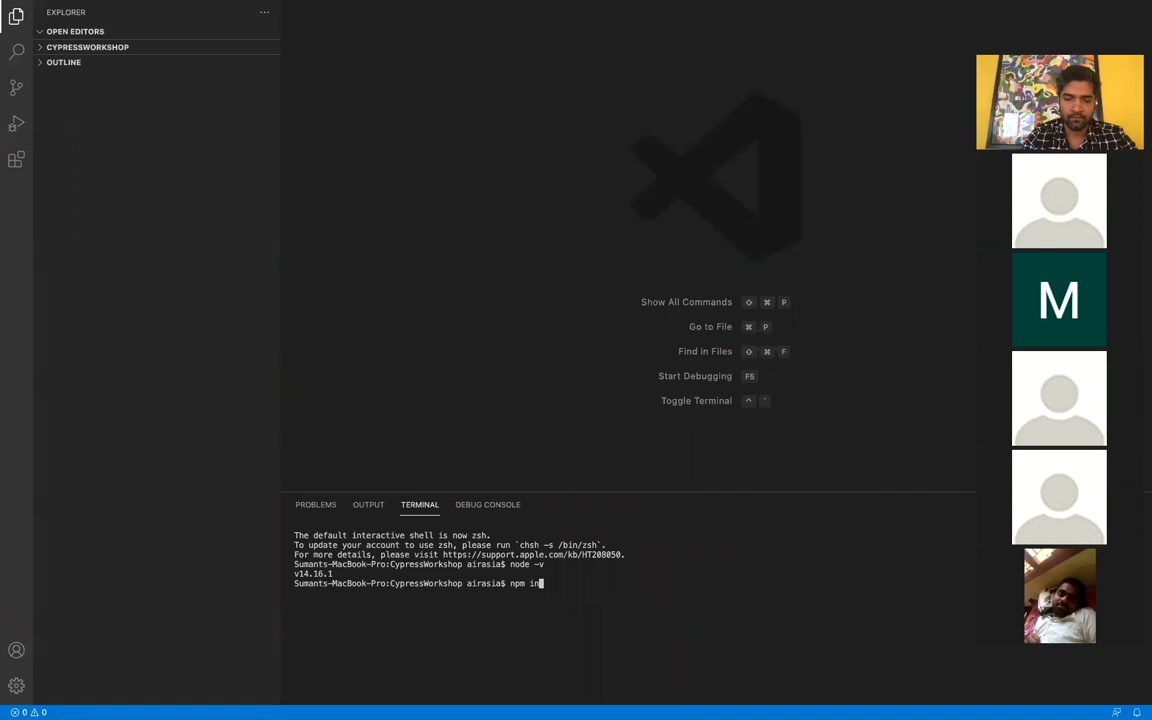 EXPLORER
OPEN EDITORS
CYPRESSWORKSHOP
OUTLINE
Show All Commands ⇧ ⌘ P
Go to File ⌘ P
Find in Files ⇧ ⌘ F
Start Debugging F5
Toggle Terminal ^ `
M
PROBLEMS OUTPUT TERMINAL DEBUG CONSOLE
The default interactive shell is now zsh.
To update your account to use zsh, please run `chsh -s /bin/zsh`.
For more details, please visit https://support.apple.com/kb/HT208050.
Sumants-MacBook-Pro:CypressWorkshop airasia$ node -v
v14.16.1
Sumants-MacBook-Pro:CypressWorkshop airasia$ npm in
0 0